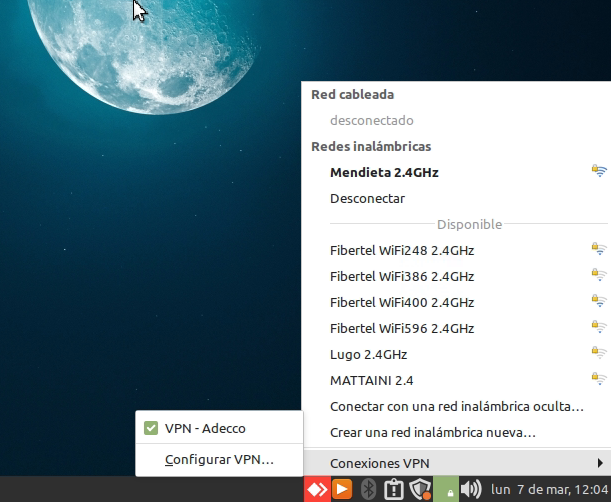 Red cableada
desconectado
Redes inalámbricas
Mendieta 2.4GHz
Desconectar
Disponible
Fibertel WiFi248 2.4GHz
Fibertel WiFi386 2.4GHz
Fibertel WiFi400 2.4GHz
Fibertel WiFi596 2.4GHz
Lugo 2.4GHz
MATTAINI 2.4
Conectar con una red inalámbrica oculta…
Crear una red inalámbrica nueva…
Conexiones VPN
VPN - Adecco
Configurar VPN…
lun 7 de mar, 12:04